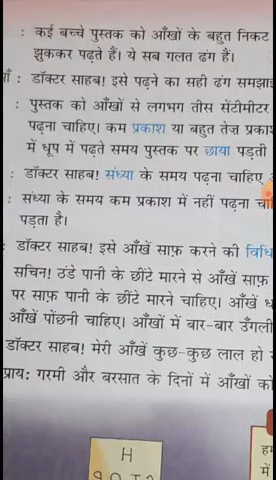 : कई बच्चे पुस्तक को आँखों के बहुत निकट
झुककर पढ़ते हैं। ये सब गलत ढंग हैं।
: डॉक्टर साहब! इसे पढ़ने का सही ढंग
: पुस्तक को आँखों से लगभग तीस सेंटीमीटर
पढ़ना चाहिए। कम प्रकाश या बहुत तेज़
में धूप में पढ़ते समय पुस्तक पर छाया पड़ती
: डॉक्टर साहब! संध्या के समय पढ़ना चाहिए
: संध्या के समय कम प्रकाश में नहीं पढ़ना
पड़ता है।
: डॉक्टर साहब! इसे आँखें साफ़ करने की विधि
सचिन! ठंडे पानी के छींटे मारने से आँखें साफ़
पर साफ़ पानी के छींटे मारने चाहिए। आँखें
आँखें पोंछनी चाहिए। आँखों में बार-बार उँगली
डॉक्टर साहब! मेरी आँखें कुछ-कुछ लाल हो
प्राय: गरमी और बरसात के दिनों में आँखों को
H
में